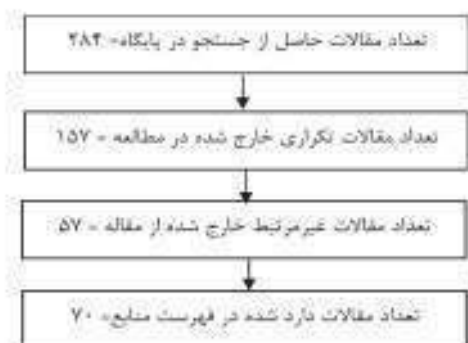 تعداد مقالات حاصل از جستجو در پایگاه= ۲۸۴
تعداد مقالات تکراری خارج شده در مطالعه = ۱۵۷
تعداد مقالات غیرمرتبط خارج شده از مقاله = ۵۷
تعداد مقالات دارد شده در فهرست منابع= ۷۰